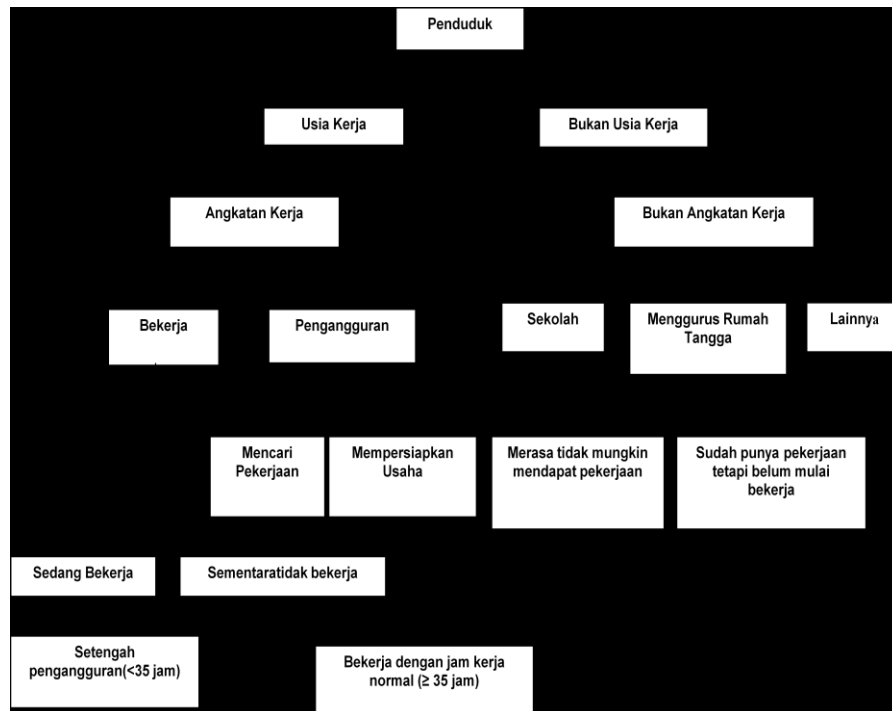 Penduduk
Usia Kerja
Bukan Usia Kerja
Angkatan Kerja
Bukan Angkatan Kerja
Bekerja
Pengangguran
Sekolah
Menggurus Rumah
Tangga
Lainnya
Mencari
Pekerjaan
Mempersiapkan
Usaha
Merasa tidak mungkin
mendapat pekerjaan
Sudah punya pekerjaan
tetapi belum mulai
bekerja
Sedang Bekerja
Sementaratidak bekerja
Setengah
pengangguran(<35 jam)
Bekerja dengan jam kerja
normal (≥ 35 jam)